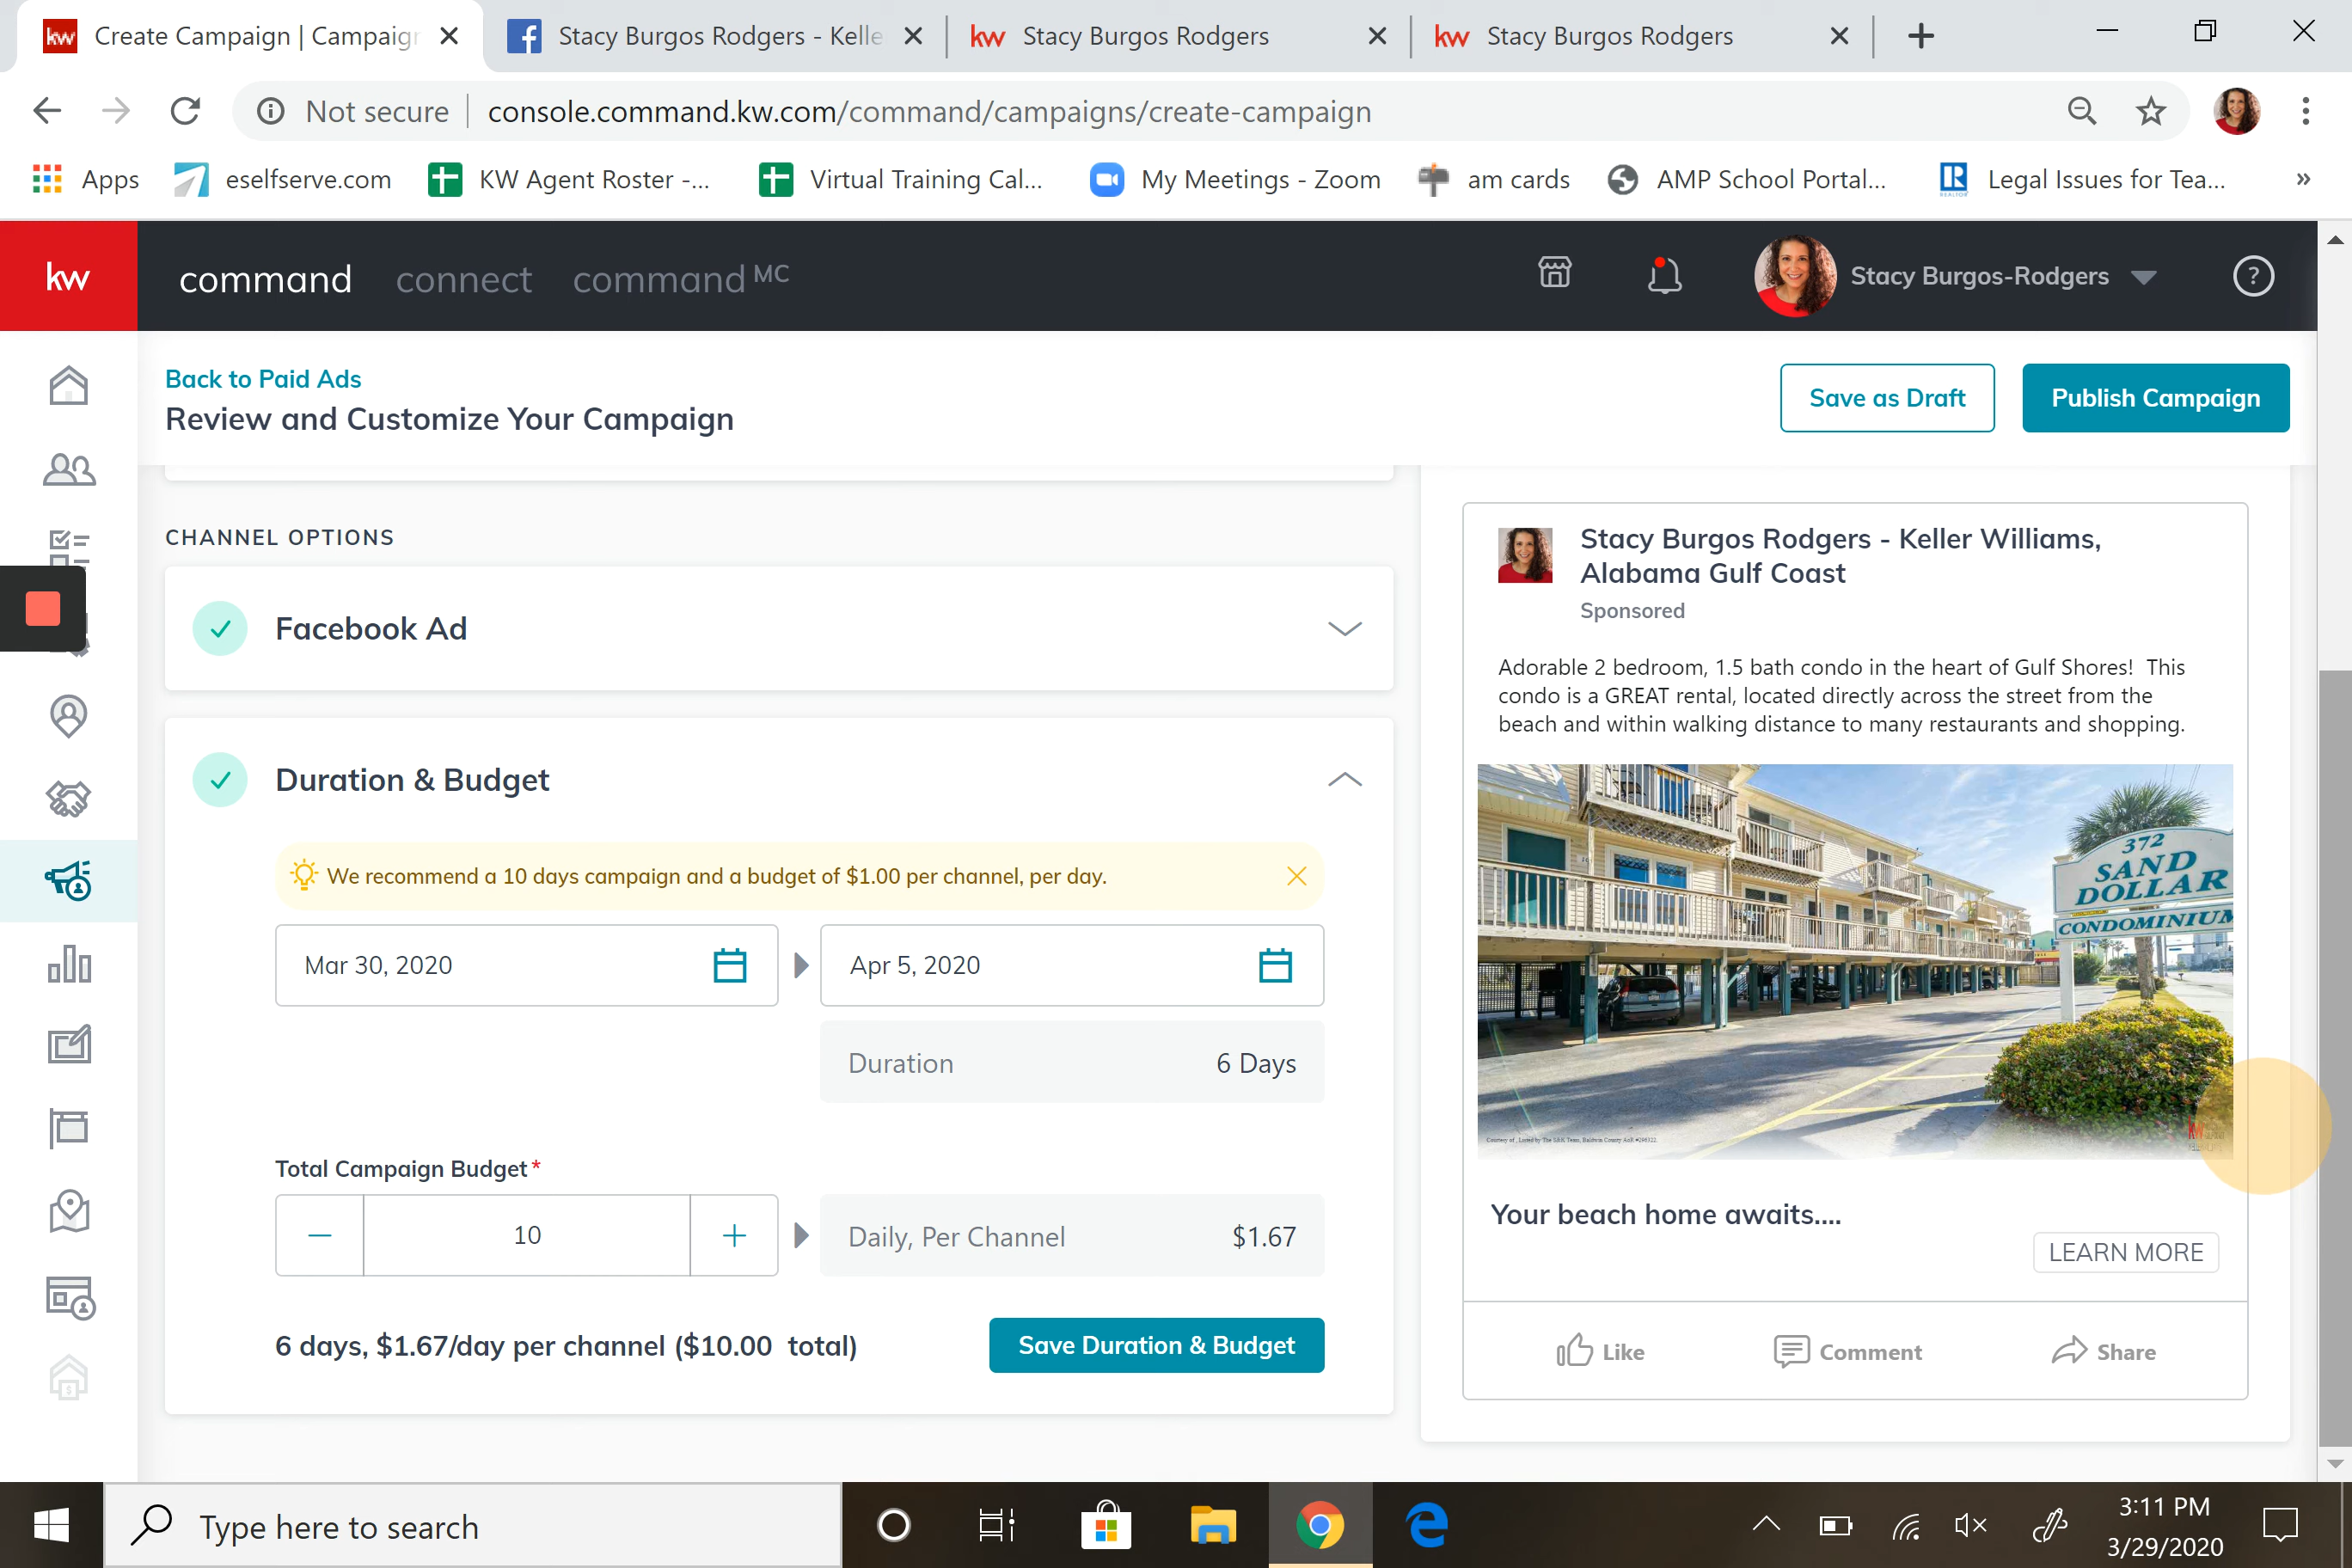 kw Create Campaign | Campaign
Stacy Burgos Rodgers - Kelle
kw Stacy Burgos Rodgers
kw Stacy Burgos Rodgers
Not secure
console.command.kw.com/command/campaigns/create-campaign
Apps
eselfserve.com
KW Agent Roster -...
Virtual Training Cal...
My Meetings - Zoom
am cards
AMP School Portal...
Legal Issues for Tea...
»
kw
command connect command MC
Stacy Burgos-Rodgers
?
Back to Paid Ads
Review and Customize Your Campaign
Save as Draft
Publish Campaign
CHANNEL OPTIONS
Facebook Ad
Duration & Budget
We recommend a 10 days campaign and a budget of $1.00 per channel, per day.
Mar 30, 2020
Apr 5, 2020
Duration 6 Days
Total Campaign Budget*
10
Daily, Per Channel $1.67
6 days, $1.67/day per channel ($10.00 total)
Save Duration & Budget
Stacy Burgos Rodgers - Keller Williams,
Alabama Gulf Coast
Sponsored
Adorable 2 bedroom, 1.5 bath condo in the heart of Gulf Shores! This
condo is a GREAT rental, located directly across the street from the
beach and within walking distance to many restaurants and shopping.
372
SAND
DOLLAR
CONDOMINIUM
Your beach home awaits....
LEARN MORE
Like
Comment
Share
Type here to search
3:11 PM
3/29/2020